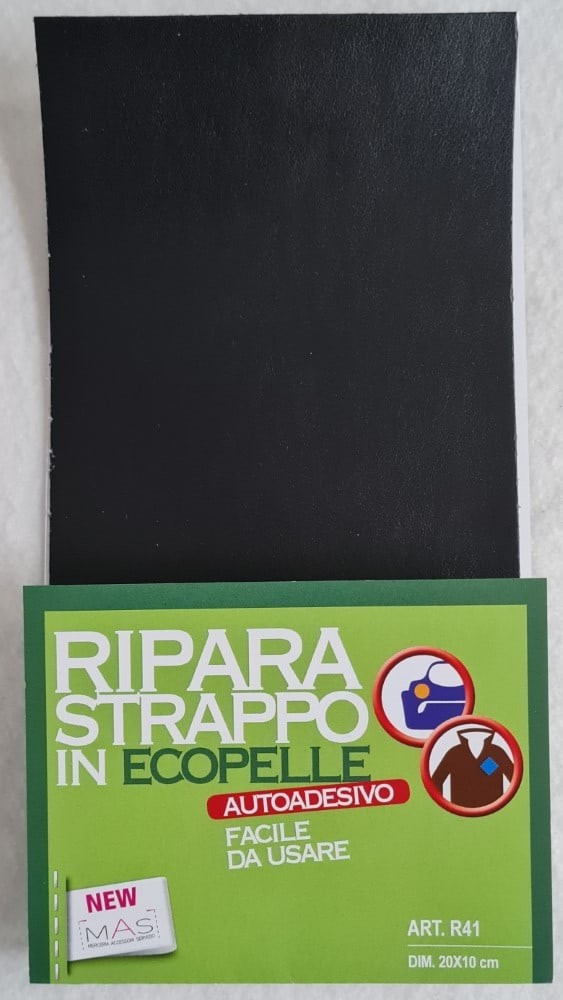 RIPARA
STRAPPO
IN ECOPELLE
AUTOADESIVO
FACILE
DA USARE
NEW
MAS
ART. R41
DIM. 20X10 cm